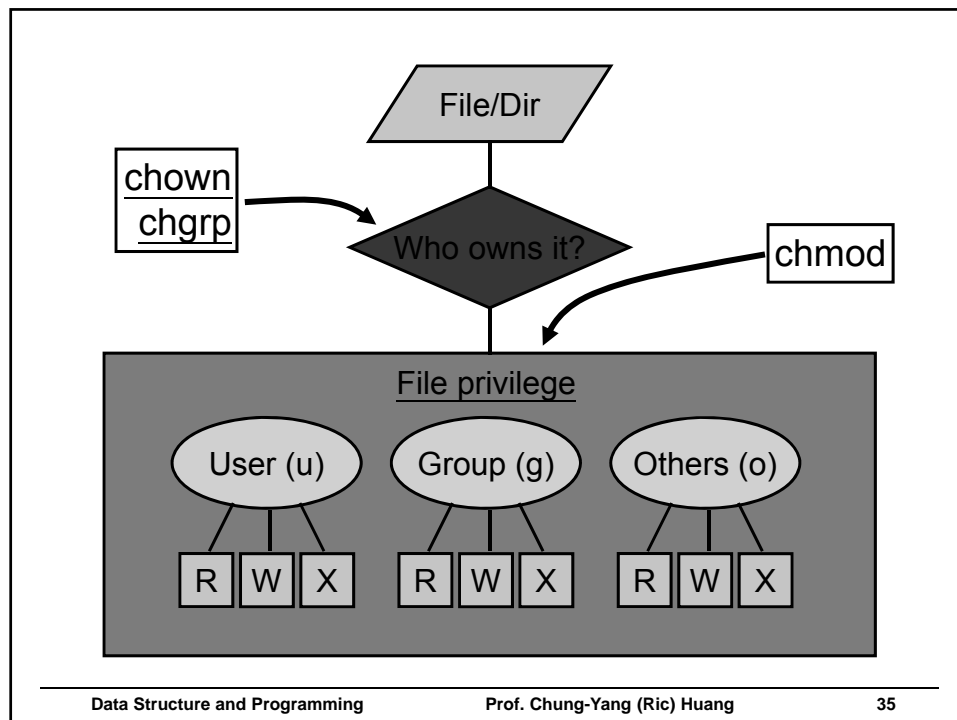 File/Dir
chown
chgrp
Who owns it?
chmod
File privilege
User (u) Group (g) Others (o)
R W X R W X R W X
Data Structure and Programming Prof. Chung-Yang (Ric) Huang 35